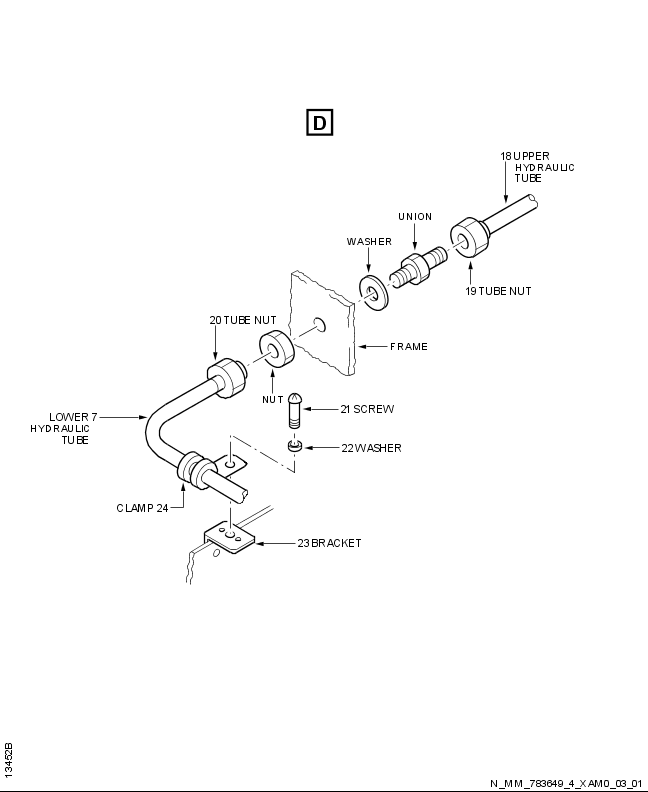 D
18 UPPER
HYDRAULIC
TUBE
UNION
WASHER
19 TUBE NUT
20 TUBE NUT
FRAME
NUT
21 SCREW
LOWER 7
HYDRAULIC
TUBE
22 WASHER
CLAMP 24
23 BRACKET
13452B
N_MM_783649_4_XAM0_03_01